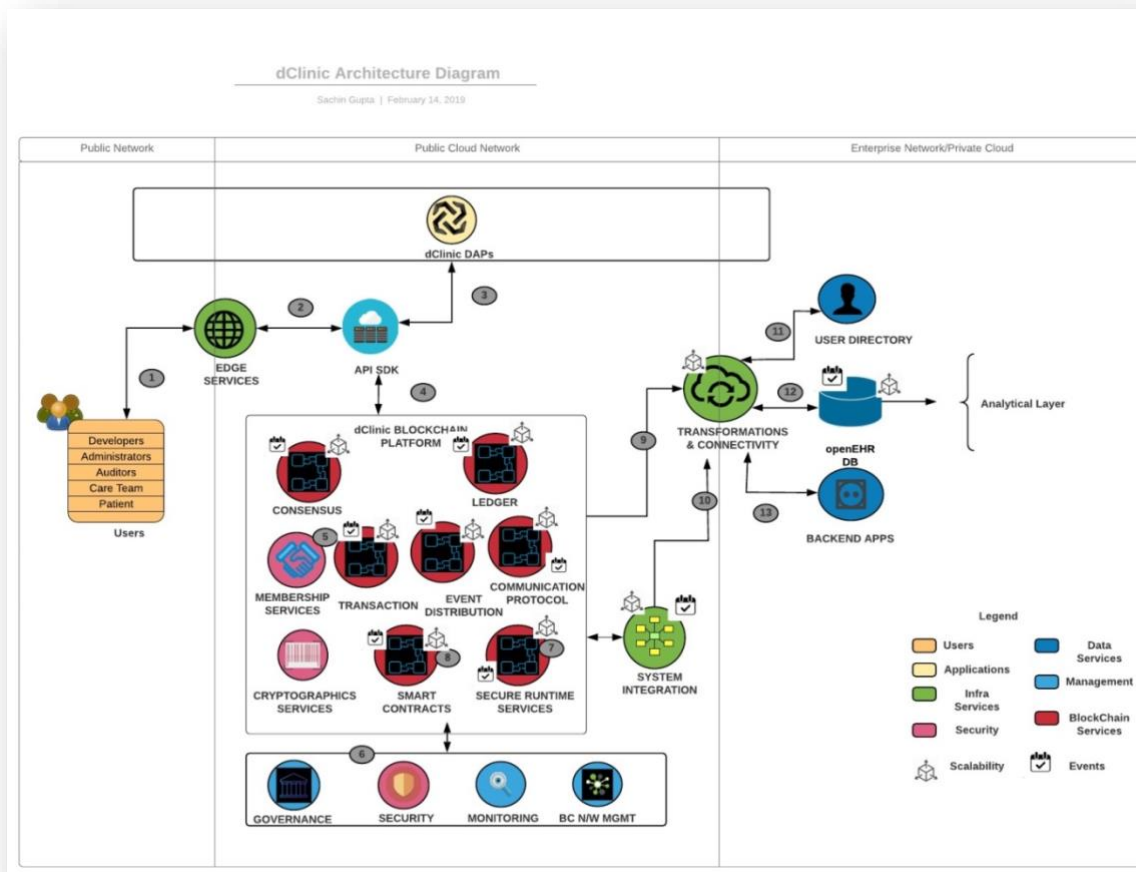 dClinic Architecture Diagram
Sachin Gupta | February 14, 2019
Public Network
Public Cloud Network
Enterprise Network/Private Cloud
dClinic DAPs
3
2
EDGE
SERVICES
API SDK
1
4
Developers
Administrators
Auditors
Care Team
Patient
Users
dClinic BLOCKCHAIN
PLATFORM
CONSENSUS
LEDGER
5
MEMBERSHIP
SERVICES
TRANSACTION
EVENT
DISTRIBUTION
COMMUNICATION
PROTOCOL
CRYPTOGRAPHICS
SERVICES
8
SMART
CONTRACTS
7
SECURE RUNTIME
SERVICES
6
GOVERNANCE
SECURITY
MONITORING
BC N/W MGMT
9
10
SYSTEM
INTEGRATION
TRANSFORMATIONS
& CONNECTIVITY
11
USER DIRECTORY
12
openEHR
DB
Analytical Layer
13
BACKEND APPS
Legend
Users
Applications
Infra
Services
Security
Scalability
Data
Services
Management
BlockChain
Services
Events